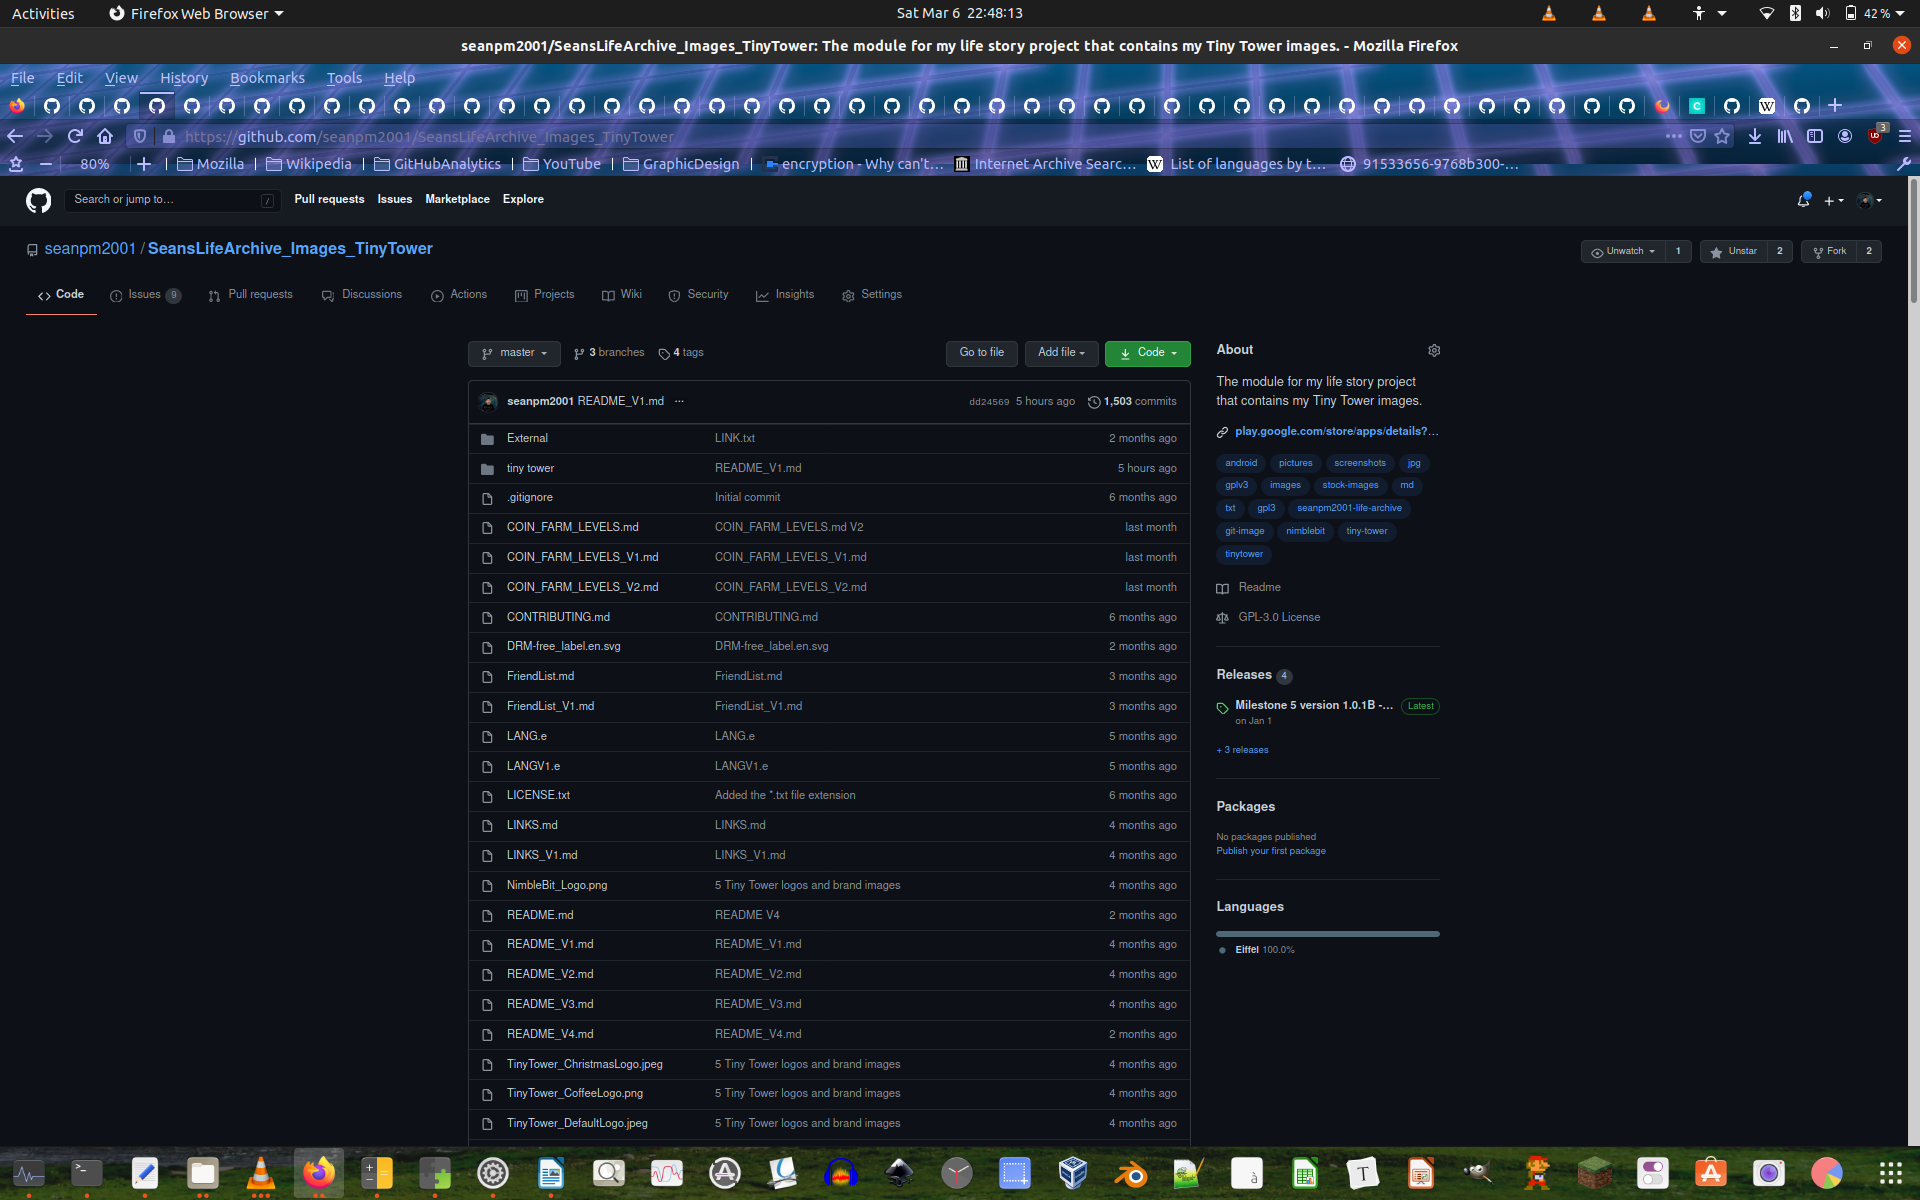 Activities Firefox Web Browser Sat Mar 6 22:48:13 42 %
seanpm2001/SeansLifeArchive_Images_TinyTower: The module for my life story project that contains my Tiny Tower images. - Mozilla Firefox
File Edit View History Bookmarks Tools Help
https://github.com/seanpm2001/SeansLifeArchive_Images_TinyTower 3
80% Mozilla Wikipedia GitHubAnalytics YouTube GraphicDesign encryption - Why can't… Internet Archive Searc… List of languages by t… 91533656-9768b300-…
Search or jump to… / Pull requests Issues Marketplace Explore
seanpm2001 / SeansLifeArchive_Images_TinyTower Unwatch 1 Unstar 2 Fork 2
Code Issues 9 Pull requests Discussions Actions Projects Wiki Security Insights Settings
master 3 branches 4 tags Go to file Add file Code
seanpm2001 README_V1.md ... dd24569 5 hours ago 1,503 commits
External LINK.txt 2 months ago
tiny tower README_V1.md 5 hours ago
.gitignore Initial commit 6 months ago
COIN_FARM_LEVELS.md COIN_FARM_LEVELS.md V2 last month
COIN_FARM_LEVELS_V1.md COIN_FARM_LEVELS_V1.md last month
COIN_FARM_LEVELS_V2.md COIN_FARM_LEVELS_V2.md last month
CONTRIBUTING.md CONTRIBUTING.md 6 months ago
DRM-free_label.en.svg DRM-free_label.en.svg 2 months ago
FriendList.md FriendList.md 3 months ago
FriendList_V1.md FriendList_V1.md 3 months ago
LANG.e LANG.e 5 months ago
LANGV1.e LANGV1.e 5 months ago
LICENSE.txt Added the *.txt file extension 6 months ago
LINKS.md LINKS.md 4 months ago
LINKS_V1.md LINKS_V1.md 4 months ago
NimbleBit_Logo.png 5 Tiny Tower logos and brand images 4 months ago
README.md README V4 2 months ago
README_V1.md README_V1.md 4 months ago
README_V2.md README_V2.md 4 months ago
README_V3.md README_V3.md 4 months ago
README_V4.md README_V4.md 2 months ago
TinyTower_ChristmasLogo.jpeg 5 Tiny Tower logos and brand images 4 months ago
TinyTower_CoffeeLogo.png 5 Tiny Tower logos and brand images 4 months ago
TinyTower_DefaultLogo.jpeg 5 Tiny Tower logos and brand images 4 months ago
About
The module for my life story project
that contains my Tiny Tower images.
play.google.com/store/apps/details?…
android pictures screenshots jpg
gplv3 images stock-images md
txt gpl3 seanpm2001-life-archive
git-image nimblebit tiny-tower
tinytower
Readme
GPL-3.0 License
Releases 4
Milestone 5 version 1.0.1B -… Latest
on Jan 1
+ 3 releases
Packages
No packages published
Publish your first package
Languages
Eiffel 100.0%